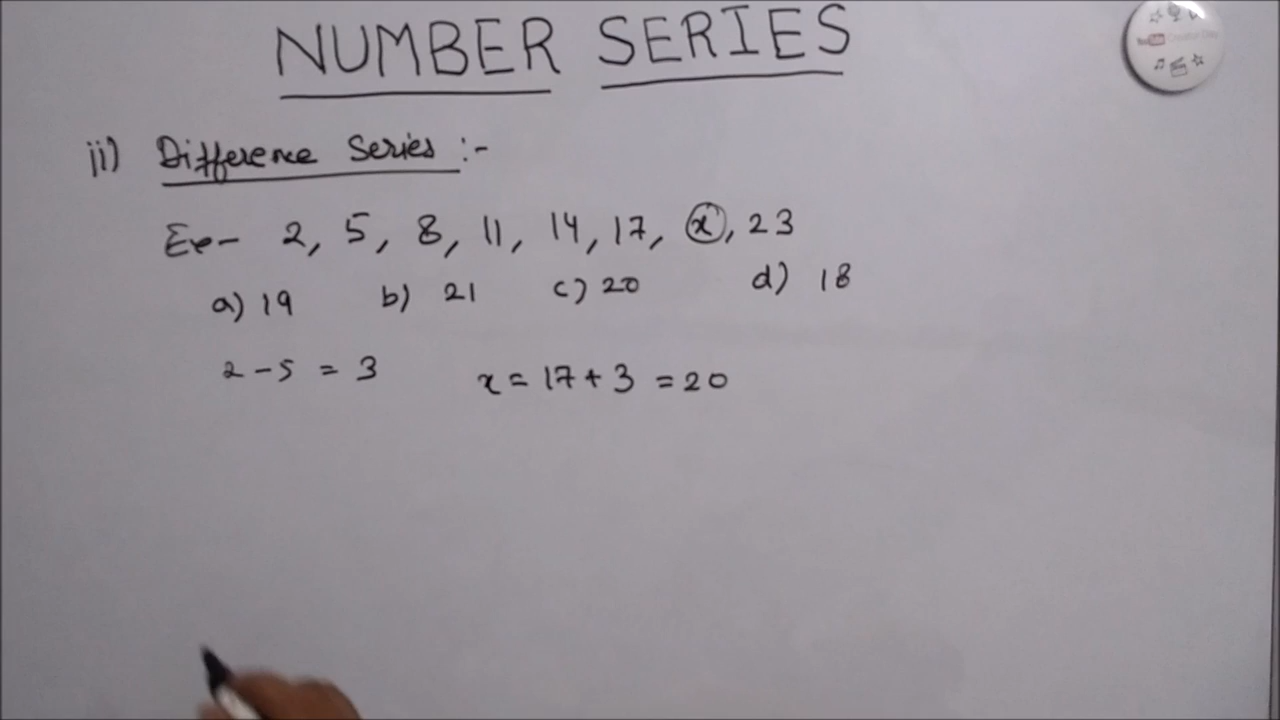 NUMBER SERIES
ii) Difference Series :-
Ex- 2, 5, 8, 11, 14, 17, x, 23
a) 19 b) 21 c) 20 d) 18
2 - 5 = 3 x = 17 + 3 = 20
YouTube